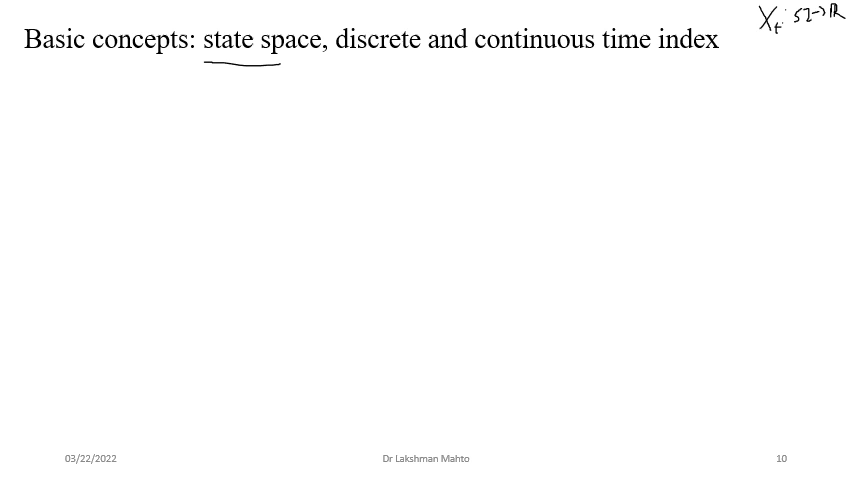 Basic concepts: state space, discrete and continuous time index
Xₜ: Ω→ℝ
03/22/2022
Dr Lakshman Mahto
10